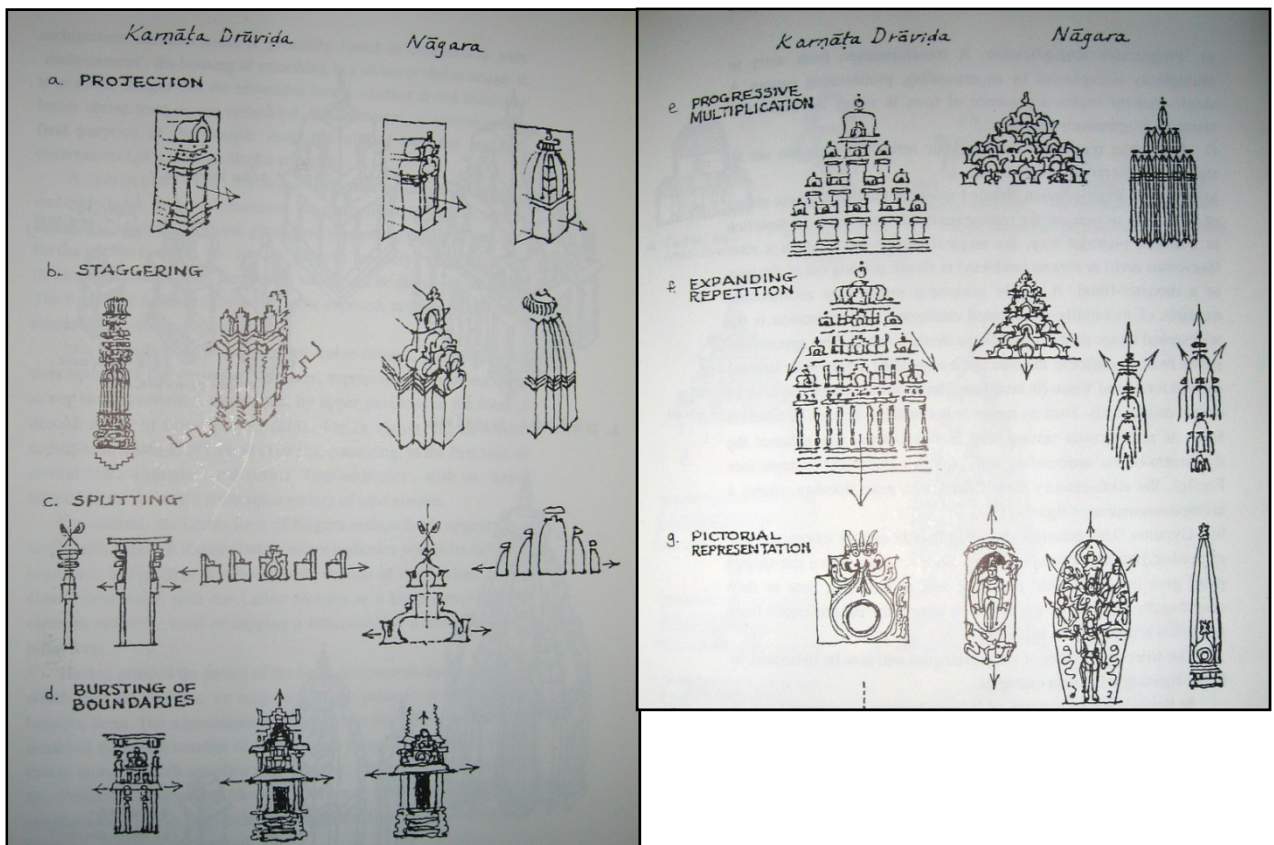 Karṇāṭa Drāviḍa Nāgara
a. PROJECTION
b. STAGGERING
c. SPLITTING
d. BURSTING OF
BOUNDARIES
Karṇāṭa Drāviḍa Nāgara
e. PROGRESSIVE
MULTIPLICATION
f. EXPANDING
REPETITION
g. PICTORIAL
REPRESENTATION